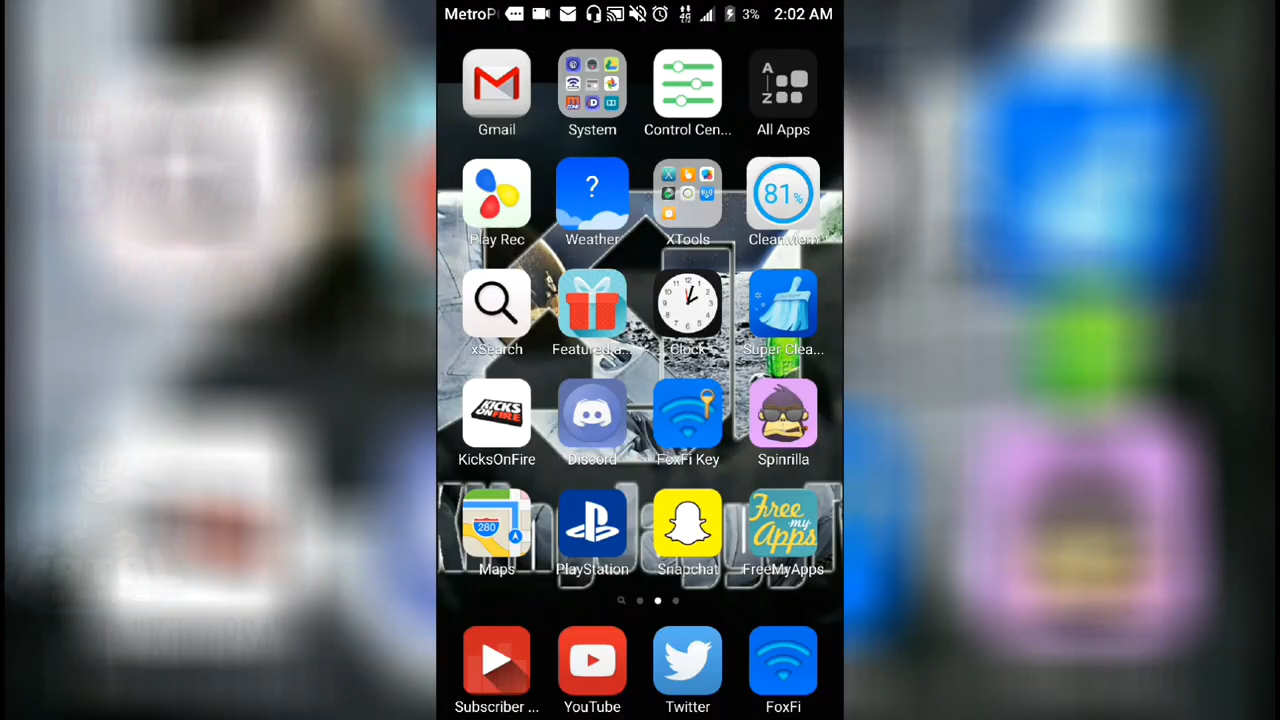 MetroP 3% 2:02 AM
Gmail System Control Cen... All Apps
A
Z
?
81%
Play Rec Weather XTools Clean Mem
xSearch Featured a... Clock Super Clea...
KICKS
ON FIRE
KicksOnFire Discord FoxFi Key Spinrilla
280
Free
my
Apps
Maps PlayStation Snapchat FreeMyApps
Subscriber ... YouTube Twitter FoxFi